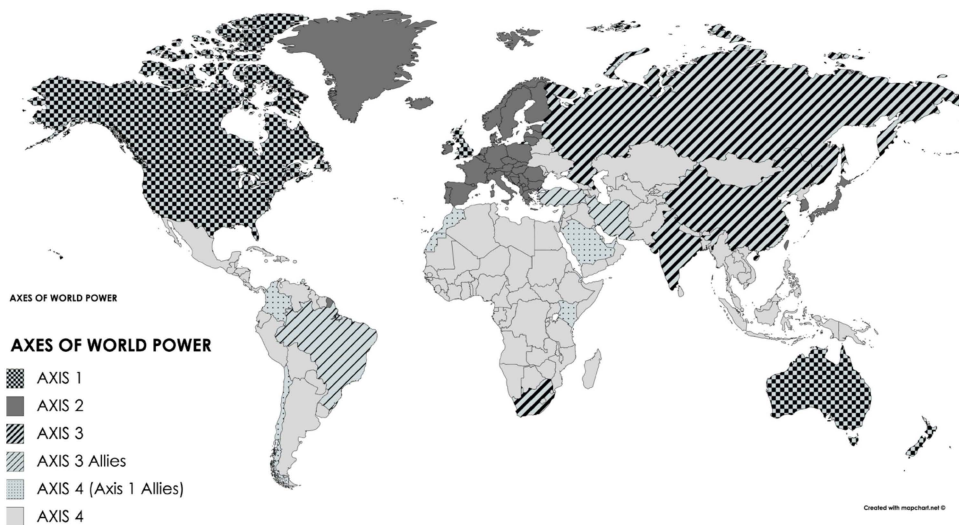 AXES OF WORLD POWER
AXES OF WORLD POWER
AXIS 1
AXIS 2
AXIS 3
AXIS 3 Allies
AXIS 4 (Axis 1 Allies)
AXIS 4
Created with mapchart.net ©